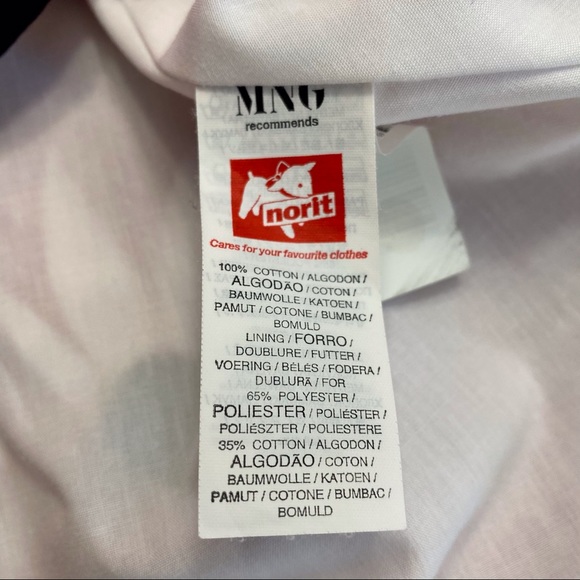 MNG
recommends
norit
Cares for your favourite clothes
100% COTTON / ALGODON /
ALGODÃO / COTON /
BAUMWOLLE / KATOEN /
PAMUT / COTONE / BUMBAC /
BOMULD
LINING / FORRO /
DOUBLURE / FUTTER /
VOERING / BÉLÉS / FODERA /
DUBLURĂ / FOR
65% POLYESTER /
POLIESTER / POLIÉSTER /
POLIÉSZTER / POLIESTERE
35% COTTON / ALGODON /
ALGODÃO / COTON /
BAUMWOLLE / KATOEN /
PAMUT / COTONE / BUMBAC /
BOMULD